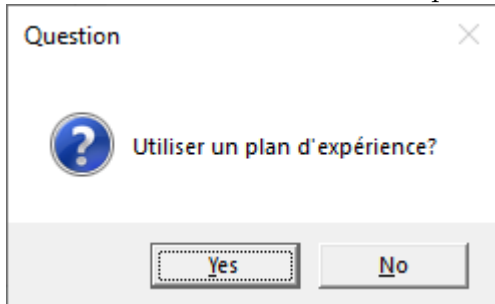 Question
Utiliser un plan d'expérience?
Yes
No